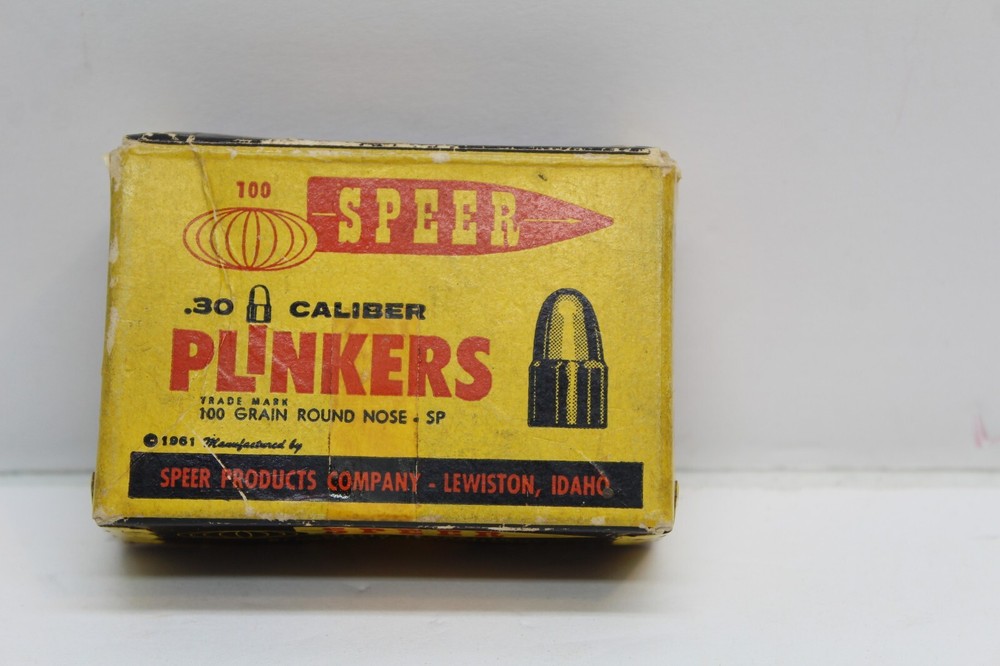 100
SPEER
.30 CALIBER
PLINKERS
TRADE MARK
100 GRAIN ROUND NOSE - SP
© 1961 Manufactured by
SPEER PRODUCTS COMPANY - LEWISTON, IDAHO
SPEER